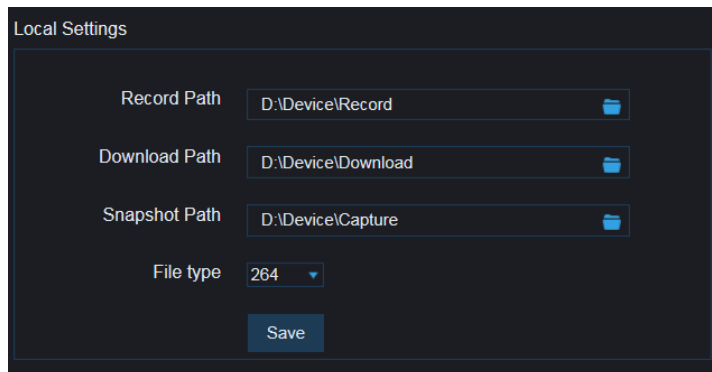 Local Settings
Record Path D:\Device\Record
Download Path D:\Device\Download
Snapshot Path D:\Device\Capture
File type 264
Save